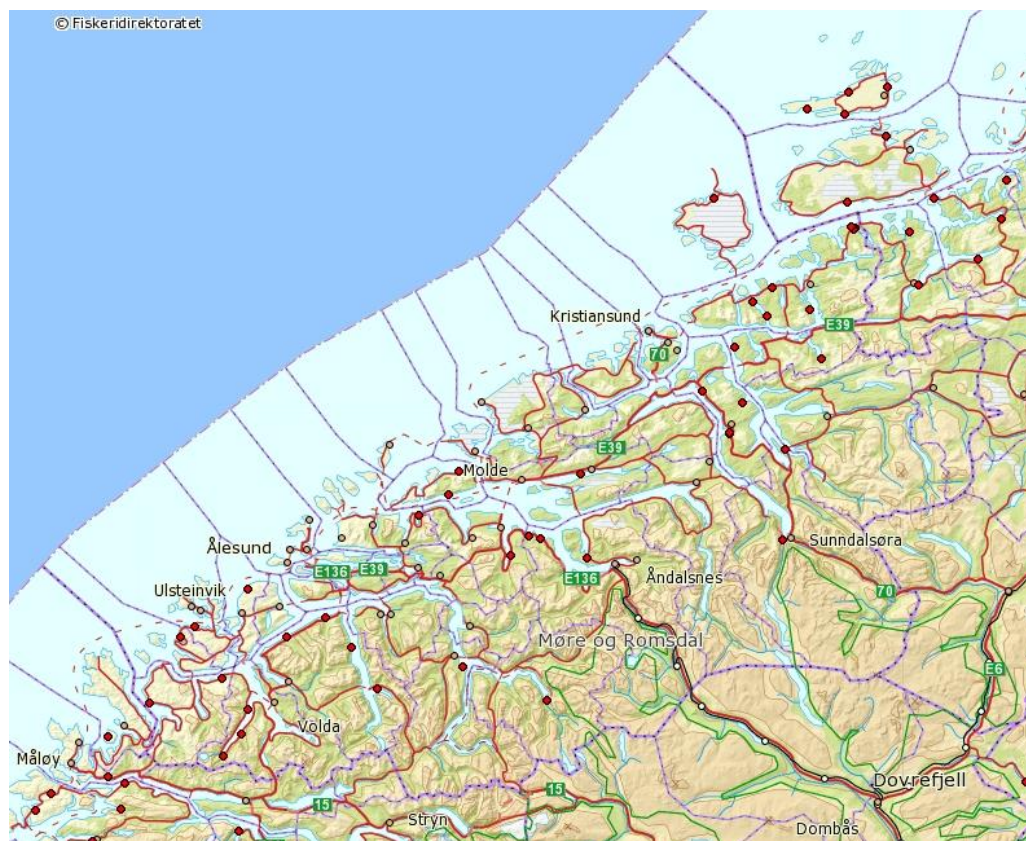 © Fiskeridirektoratet
Kristiansund
E39
70
E39
Molde
Ålesund
E136
E39
Sunndalsøra
E136
Åndalsnes
Ulsteinvik
70
Møre og Romsdal
E6
Volda
Måløy
Dovrefjell
15
15
Stryn
Dombås